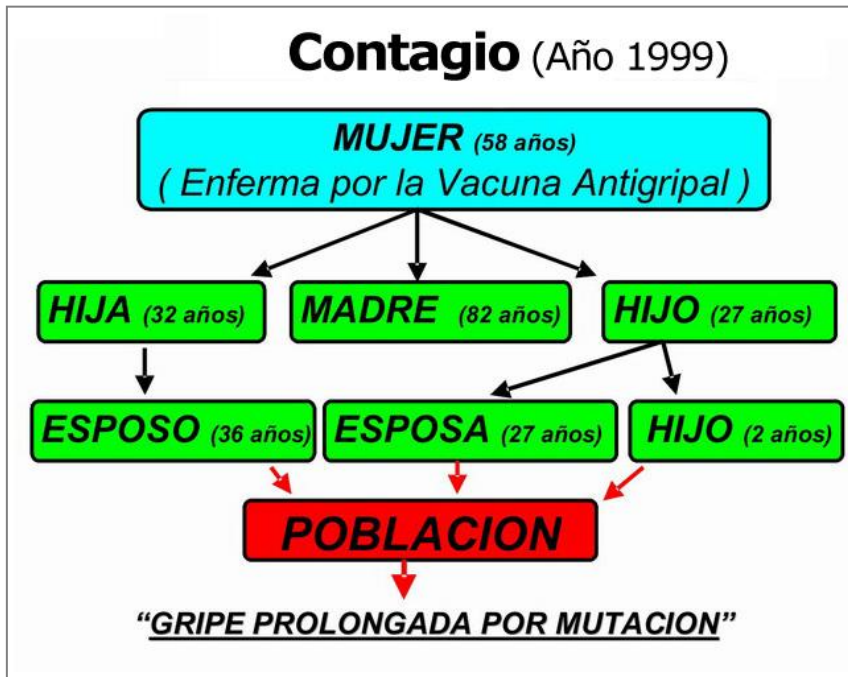 Contagio (Año 1999)
MUJER (58 años)
( Enferma por la Vacuna Antigripal )
HIJA (32 años)
MADRE (82 años)
HIJO (27 años)
ESPOSO (36 años)
ESPOSA (27 años)
HIJO (2 años)
POBLACION
“GRIPE PROLONGADA POR MUTACION”